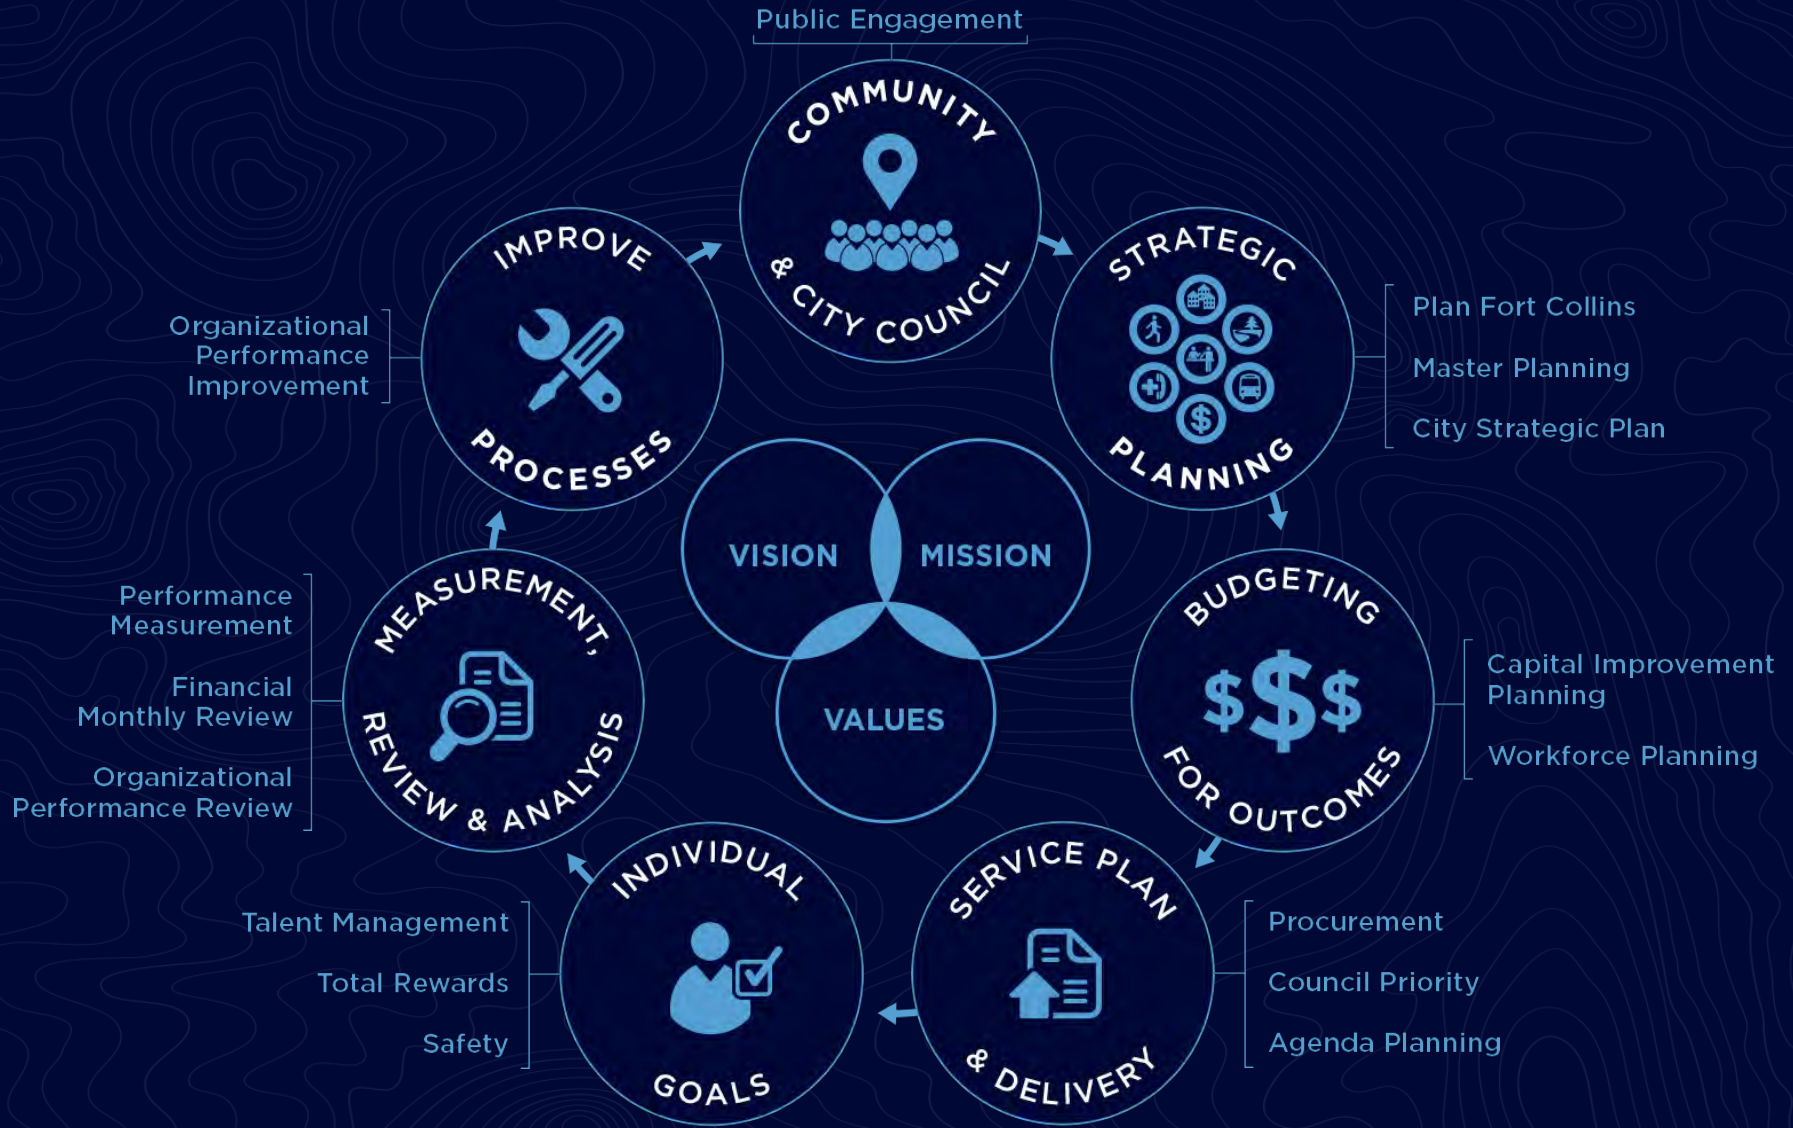 Public Engagement
COMMUNITY
& CITY COUNCIL
STRATEGIC
PLANNING
Plan Fort Collins
Master Planning
City Strategic Plan
BUDGETING
FOR OUTCOMES
$$$
Capital Improvement
Planning
Workforce Planning
SERVICE PLAN
& DELIVERY
Procurement
Council Priority
Agenda Planning
INDIVIDUAL
GOALS
Talent Management
Total Rewards
Safety
MEASUREMENT,
REVIEW & ANALYSIS
Performance
Measurement
Financial
Monthly Review
Organizational
Performance Review
IMPROVE
PROCESSES
Organizational
Performance
Improvement
VISION
MISSION
VALUES